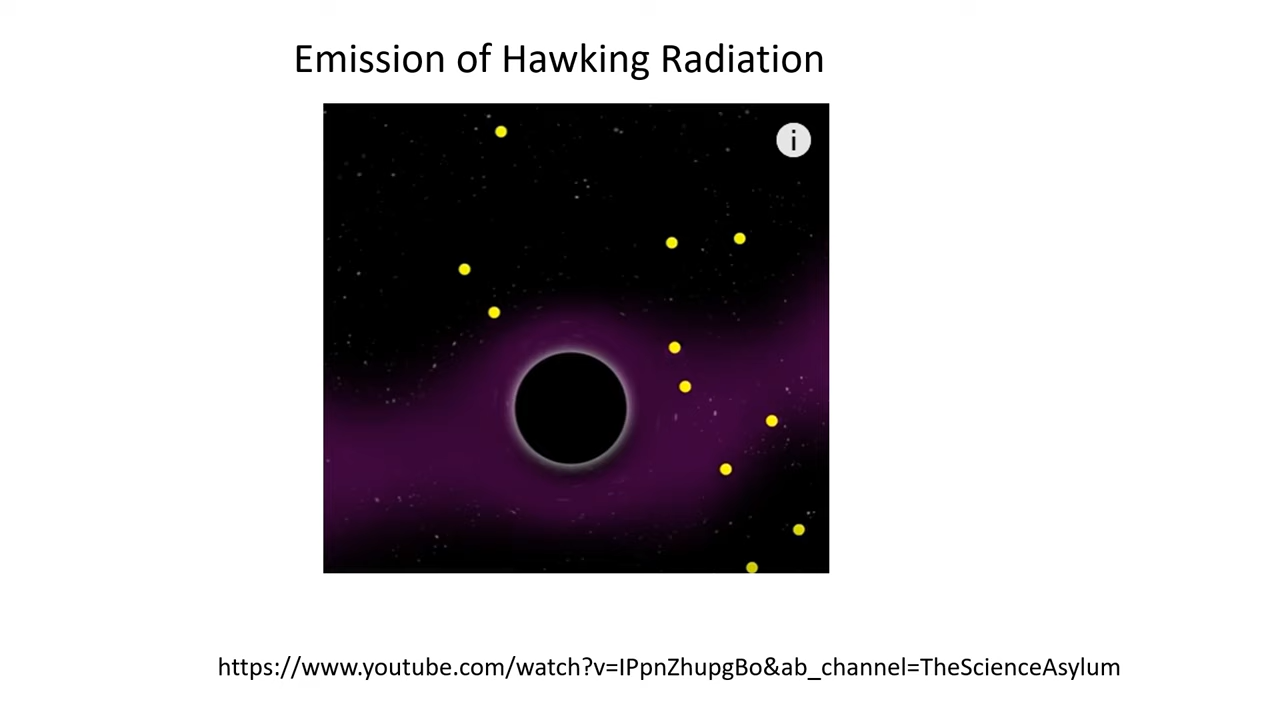 Emission of Hawking Radiation
i
https://www.youtube.com/watch?v=IPpnZhupgBo&ab_channel=TheScienceAsylum